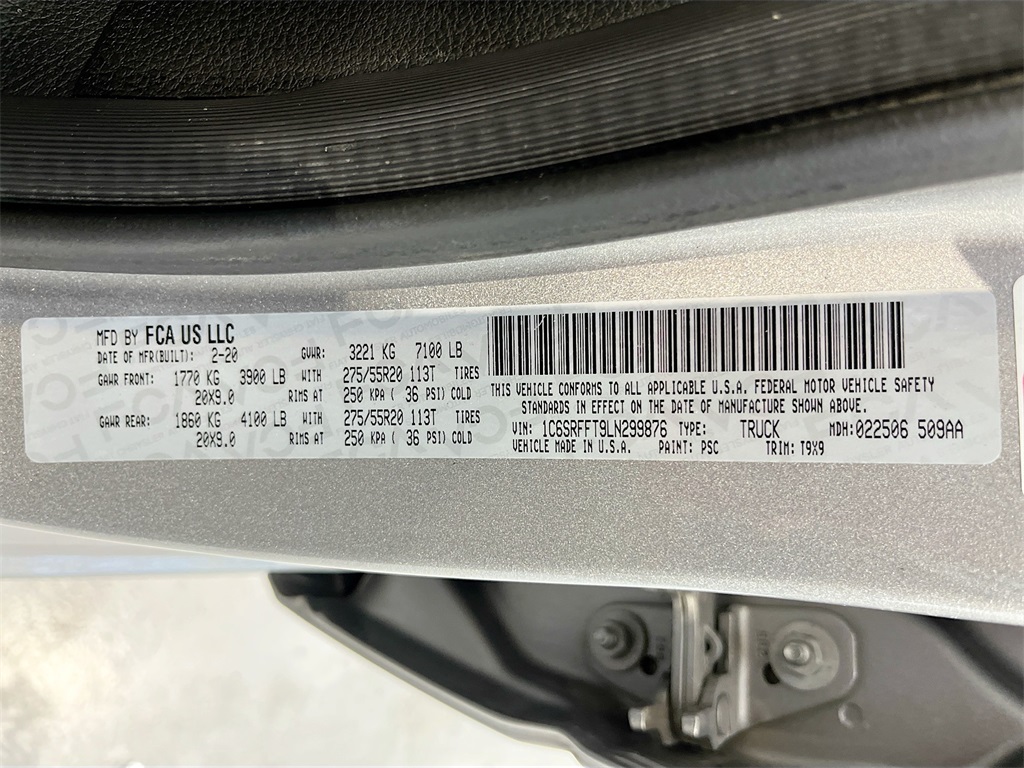 MFD BY FCA US LLC
DATE OF MFR(BUILT): 2-20 GVWR: 3221 KG 7100 LB
GAWR FRONT: 1770 KG 3900 LB WITH 275/55R20 113T TIRES
20X9.0 RIMS AT 250 KPA ( 36 PSI) COLD
GAWR REAR: 1860 KG 4100 LB WITH 275/55R20 113T TIRES
20X9.0 RIMS AT 250 KPA ( 36 PSI) COLD
THIS VEHICLE CONFORMS TO ALL APPLICABLE U.S.A. FEDERAL MOTOR VEHICLE SAFETY
STANDARDS IN EFFECT ON THE DATE OF MANUFACTURE SHOWN ABOVE.
VIN: 1C6SRFFT9LN299876 TYPE: TRUCK MDH:022506 509AA
VEHICLE MADE IN U.S.A. PAINT: PSC TRIM: T9X9